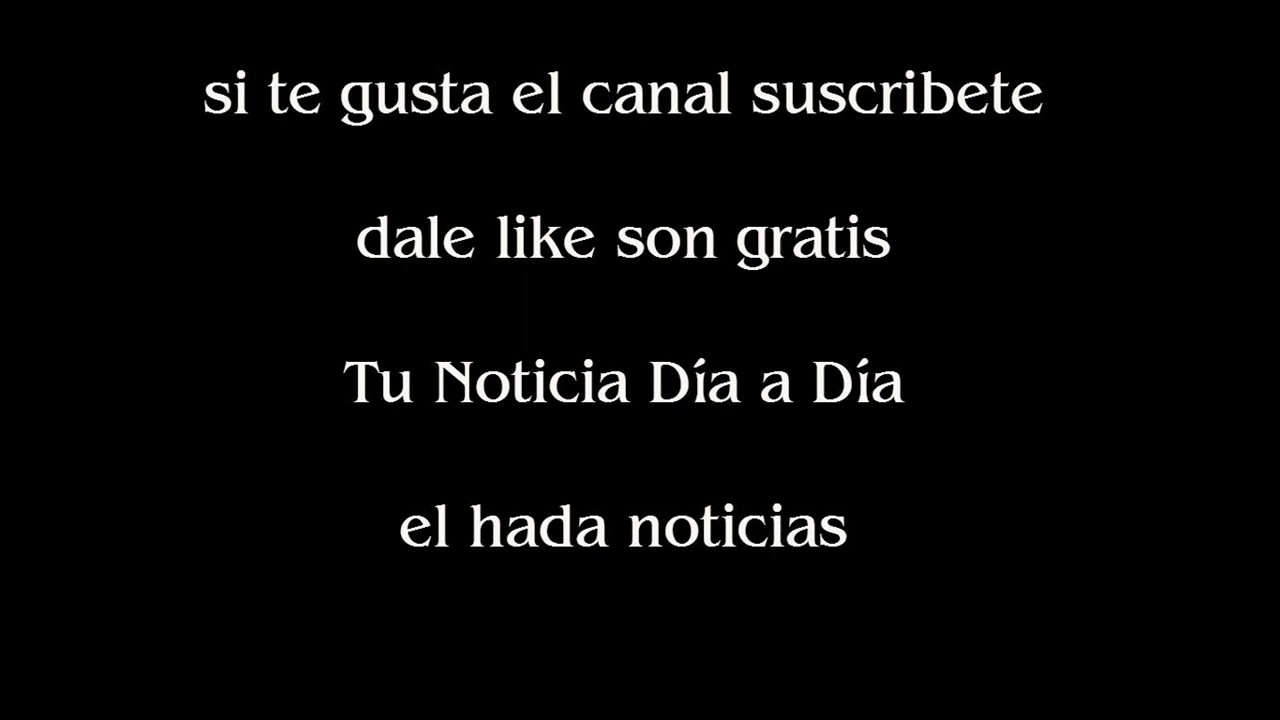 si te gusta el canal suscribete
dale like son gratis
Tu Noticia Día a Día
el hada noticias